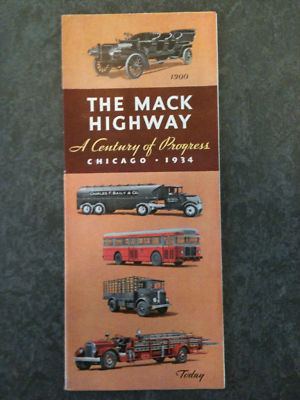 1900
THE MACK
HIGHWAY
A Century of Progress
CHICAGO · 1934
CHARLES F. BAILY & CO.
Today